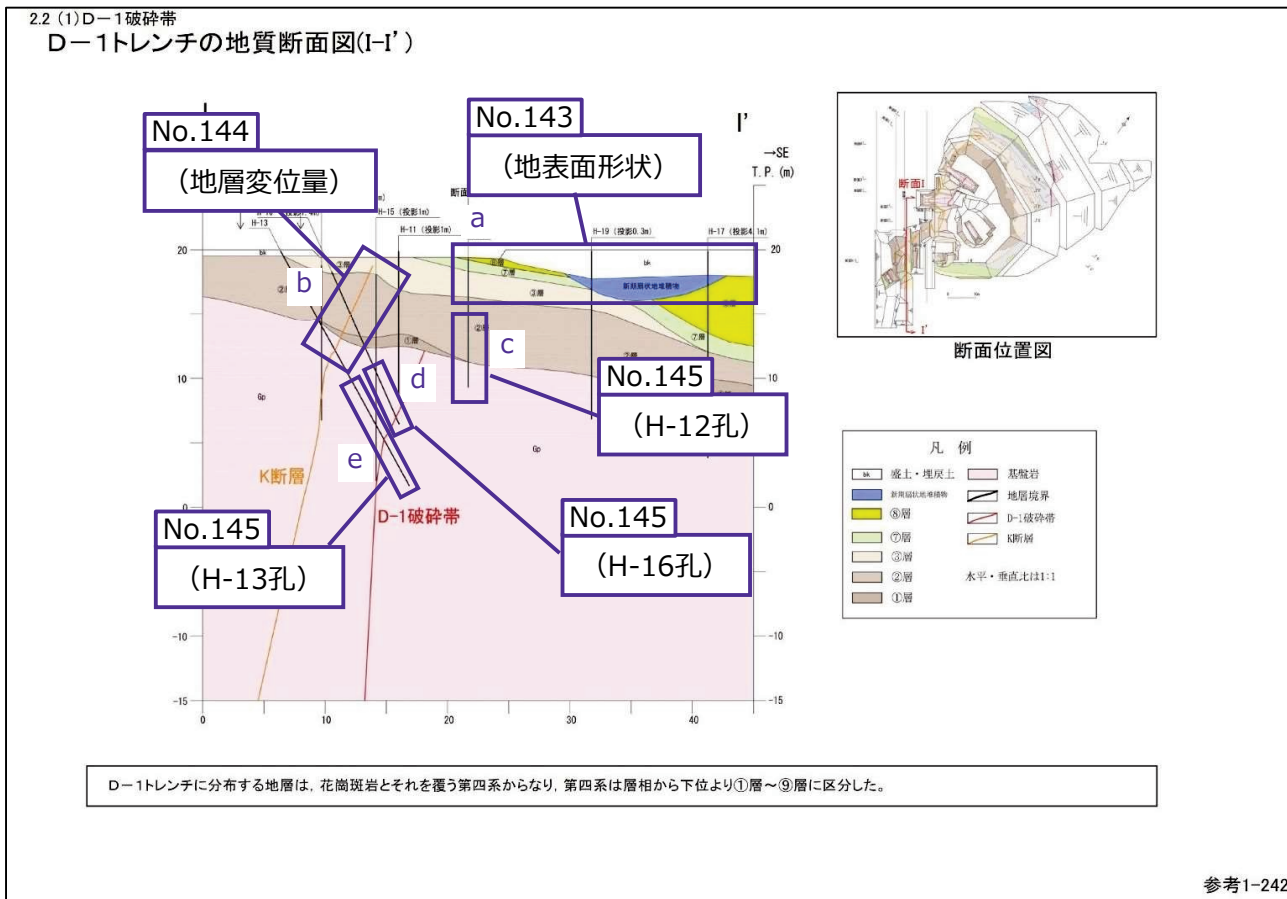 2.2 (1)D-1破砕帯
D-1トレンチの地質断面図(I-I')
No.144
(地層変位量)
No.143
(地表面形状)
I'
→SE
T.P.(m)
H-13
H-15 (投影1m)
H-11 (投影1m)
H-19 (投影0.3m)
H-17 (投影4.1m)
a
20
20
bk
bk
⑦層
新期扇状地堆積物
b
③層
②層
①層
⑦層
c
No.145
(H-12孔)
d
10
10
Gp
e
Gp
K断層
D-1破砕帯
0
0
No.145
(H-13孔)
No.145
(H-16孔)
-10
-10
-15
-15
0
10
20
30
40
断面I
I'
断面位置図
凡 例
bk 盛土・埋戻土
新期扇状地堆積物
⑧層
⑦層
③層
②層
①層
基盤岩
地層境界
D-1破砕帯
K断層
水平・垂直比は1:1
D-1トレンチに分布する地層は,花崗斑岩とそれを覆う第四系からなり,第四系は層相から下位より①層~⑨層に区分した。
参考1-242